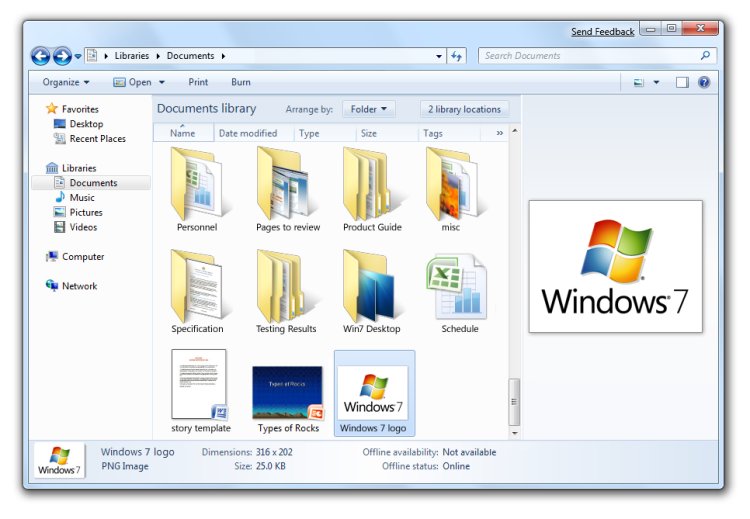 Send Feedback
Libraries Documents
Search Documents
Organize Open Print Burn
Favorites
Desktop
Recent Places
Libraries
Documents
Music
Pictures
Videos
Computer
Network
Documents library Arrange by: Folder 2 library locations
Name Date modified Type Size Tags »
Personnel Pages to review Product Guide misc
Specification Testing Results Win7 Desktop Schedule
Types of Rocks
Windows 7
story template Types of Rocks Windows 7 logo
Windows 7
Windows 7
Windows 7 logo Dimensions: 316 x 202 Offline availability: Not available
PNG Image Size: 25.0 KB Offline status: Online